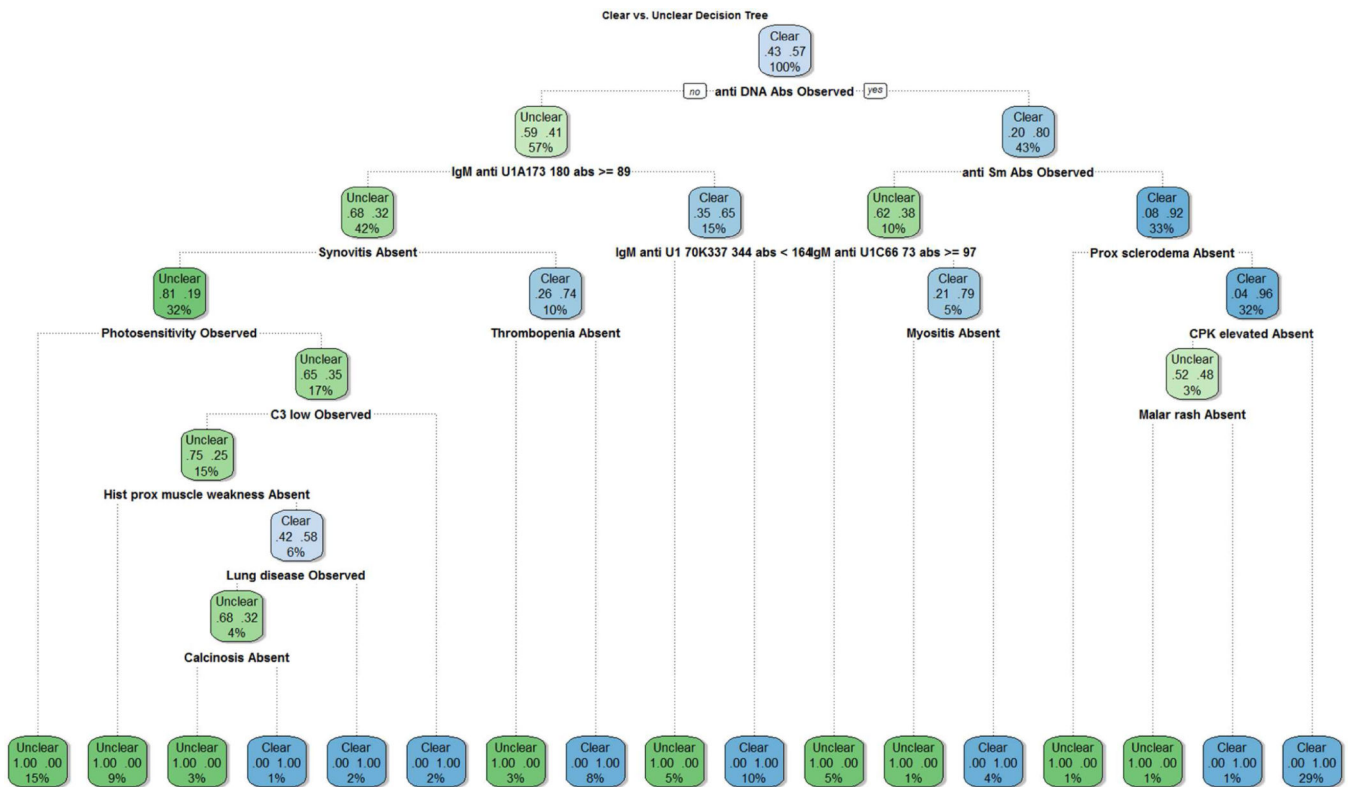 Clear vs. Unclear Decision Tree
Clear
.43 .57
100%
no anti DNA Abs Observed yes
Unclear
.59 .41
57%
Clear
.20 .80
43%
IgM anti U1A173 180 abs >= 89
anti Sm Abs Observed
Unclear
.68 .32
42%
Clear
.35 .65
15%
Unclear
.62 .38
10%
Clear
.08 .92
33%
Synovitis Absent
IgM anti U1 70K337 344 abs < 164
IgM anti U1C66 73 abs >= 97
Prox sclerodema Absent
Unclear
.81 .19
32%
Clear
.26 .74
10%
Clear
.21 .79
5%
Clear
.04 .96
32%
Photosensitivity Observed
Thrombopenia Absent
Myositis Absent
CPK elevated Absent
Unclear
.65 .35
17%
Unclear
.52 .48
3%
C3 low Observed
Malar rash Absent
Unclear
.75 .25
15%
Hist prox muscle weakness Absent
Clear
.42 .58
6%
Lung disease Observed
Unclear
.68 .32
4%
Calcinosis Absent
Unclear
1.00 .00
15%
Unclear
1.00 .00
9%
Unclear
1.00 .00
3%
Clear
.00 1.00
1%
Clear
.00 1.00
2%
Clear
.00 1.00
2%
Unclear
1.00 .00
3%
Clear
.00 1.00
8%
Unclear
1.00 .00
5%
Clear
.00 1.00
10%
Unclear
1.00 .00
5%
Unclear
1.00 .00
1%
Clear
.00 1.00
4%
Unclear
1.00 .00
1%
Unclear
1.00 .00
1%
Clear
.00 1.00
1%
Clear
.00 1.00
29%